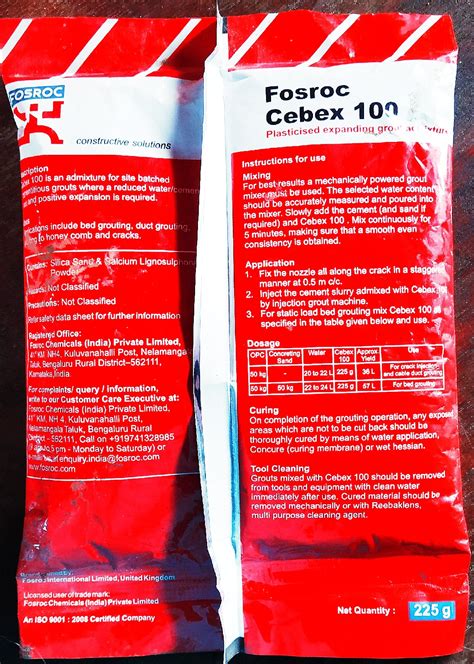 FOSROC
constructive solutions
100 is an admixture for site batched
grouts where a reduced water/cement
and positive expansion is required.
include bed grouting, duct grouting,
to honey comb and cracks.
Silica Sand & Calcium Lignosulphonate
Powder
Hazards: Not Classified
Precautions: Not Classified
Refer safety data sheet for further information
Registered Office:
Fosroc Chemicals (India) Private Limited,
KM NH4, Kuluvanahalli Post, Nelamangala
Taluk, Bengaluru Rural District-562111,
Karnataka, India.
For complaints/ query / information,
write to our Customer Care Executive at:
Fosroc Chemicals (India) Private Limited,
KM NH4, Kuluvanahalli Post,
Nelamangala Taluk, Bengaluru Rural
District - 562111, Call on +919741328985
pm - Monday to Saturday) or
enquiry.india@fosroc.com
www.fosroc.com
Fosroc International Limited, United Kingdom
Licensed user of trade mark:
Fosroc Chemicals (India) Private Limited
An ISO 9001 : 2008 Certified Company
Fosroc
Cebex 100
Plasticised expanding grout admixture
Instructions for use
Mixing
For best results a mechanically powered grout
mixer must be used. The selected water content
should be accurately measured and poured into
the mixer. Slowly add the cement (and sand if
required) and Cebex 100 . Mix continuously for
5 minutes, making sure that a smooth even
consistency is obtained.
Application
1. Fix the nozzle all along the crack in a staggered
manner at 0.5 m c/c.
2. Inject the cement slurry admixed with Cebex
by injection grout machine.
3. For static load bed grouting mix Cebex 100 as
specified in the table given below and use.
Dosage
OPC Concreting Sand Water Cebex 100 Approx. Yield Use
50 kg - 20 to 22 L 225 g 36 L For crack injection and cable duct grouting
50 kg 50 kg 22 to 24 L 225 g 57 L For bed grouting
Curing
On completion of the grouting operation, any exposed
areas which are not to be cut back should be
thoroughly cured by means of water application,
Concure (curing membrane) or wet hessian.
Tool Cleaning
Grouts mixed with Cebex 100 should be removed
from tools and equipment with clean water
immediately after use. Cured material should be
removed mechanically or with Reebaklens,
multi purpose cleaning agent.
Net Quantity : 225 g